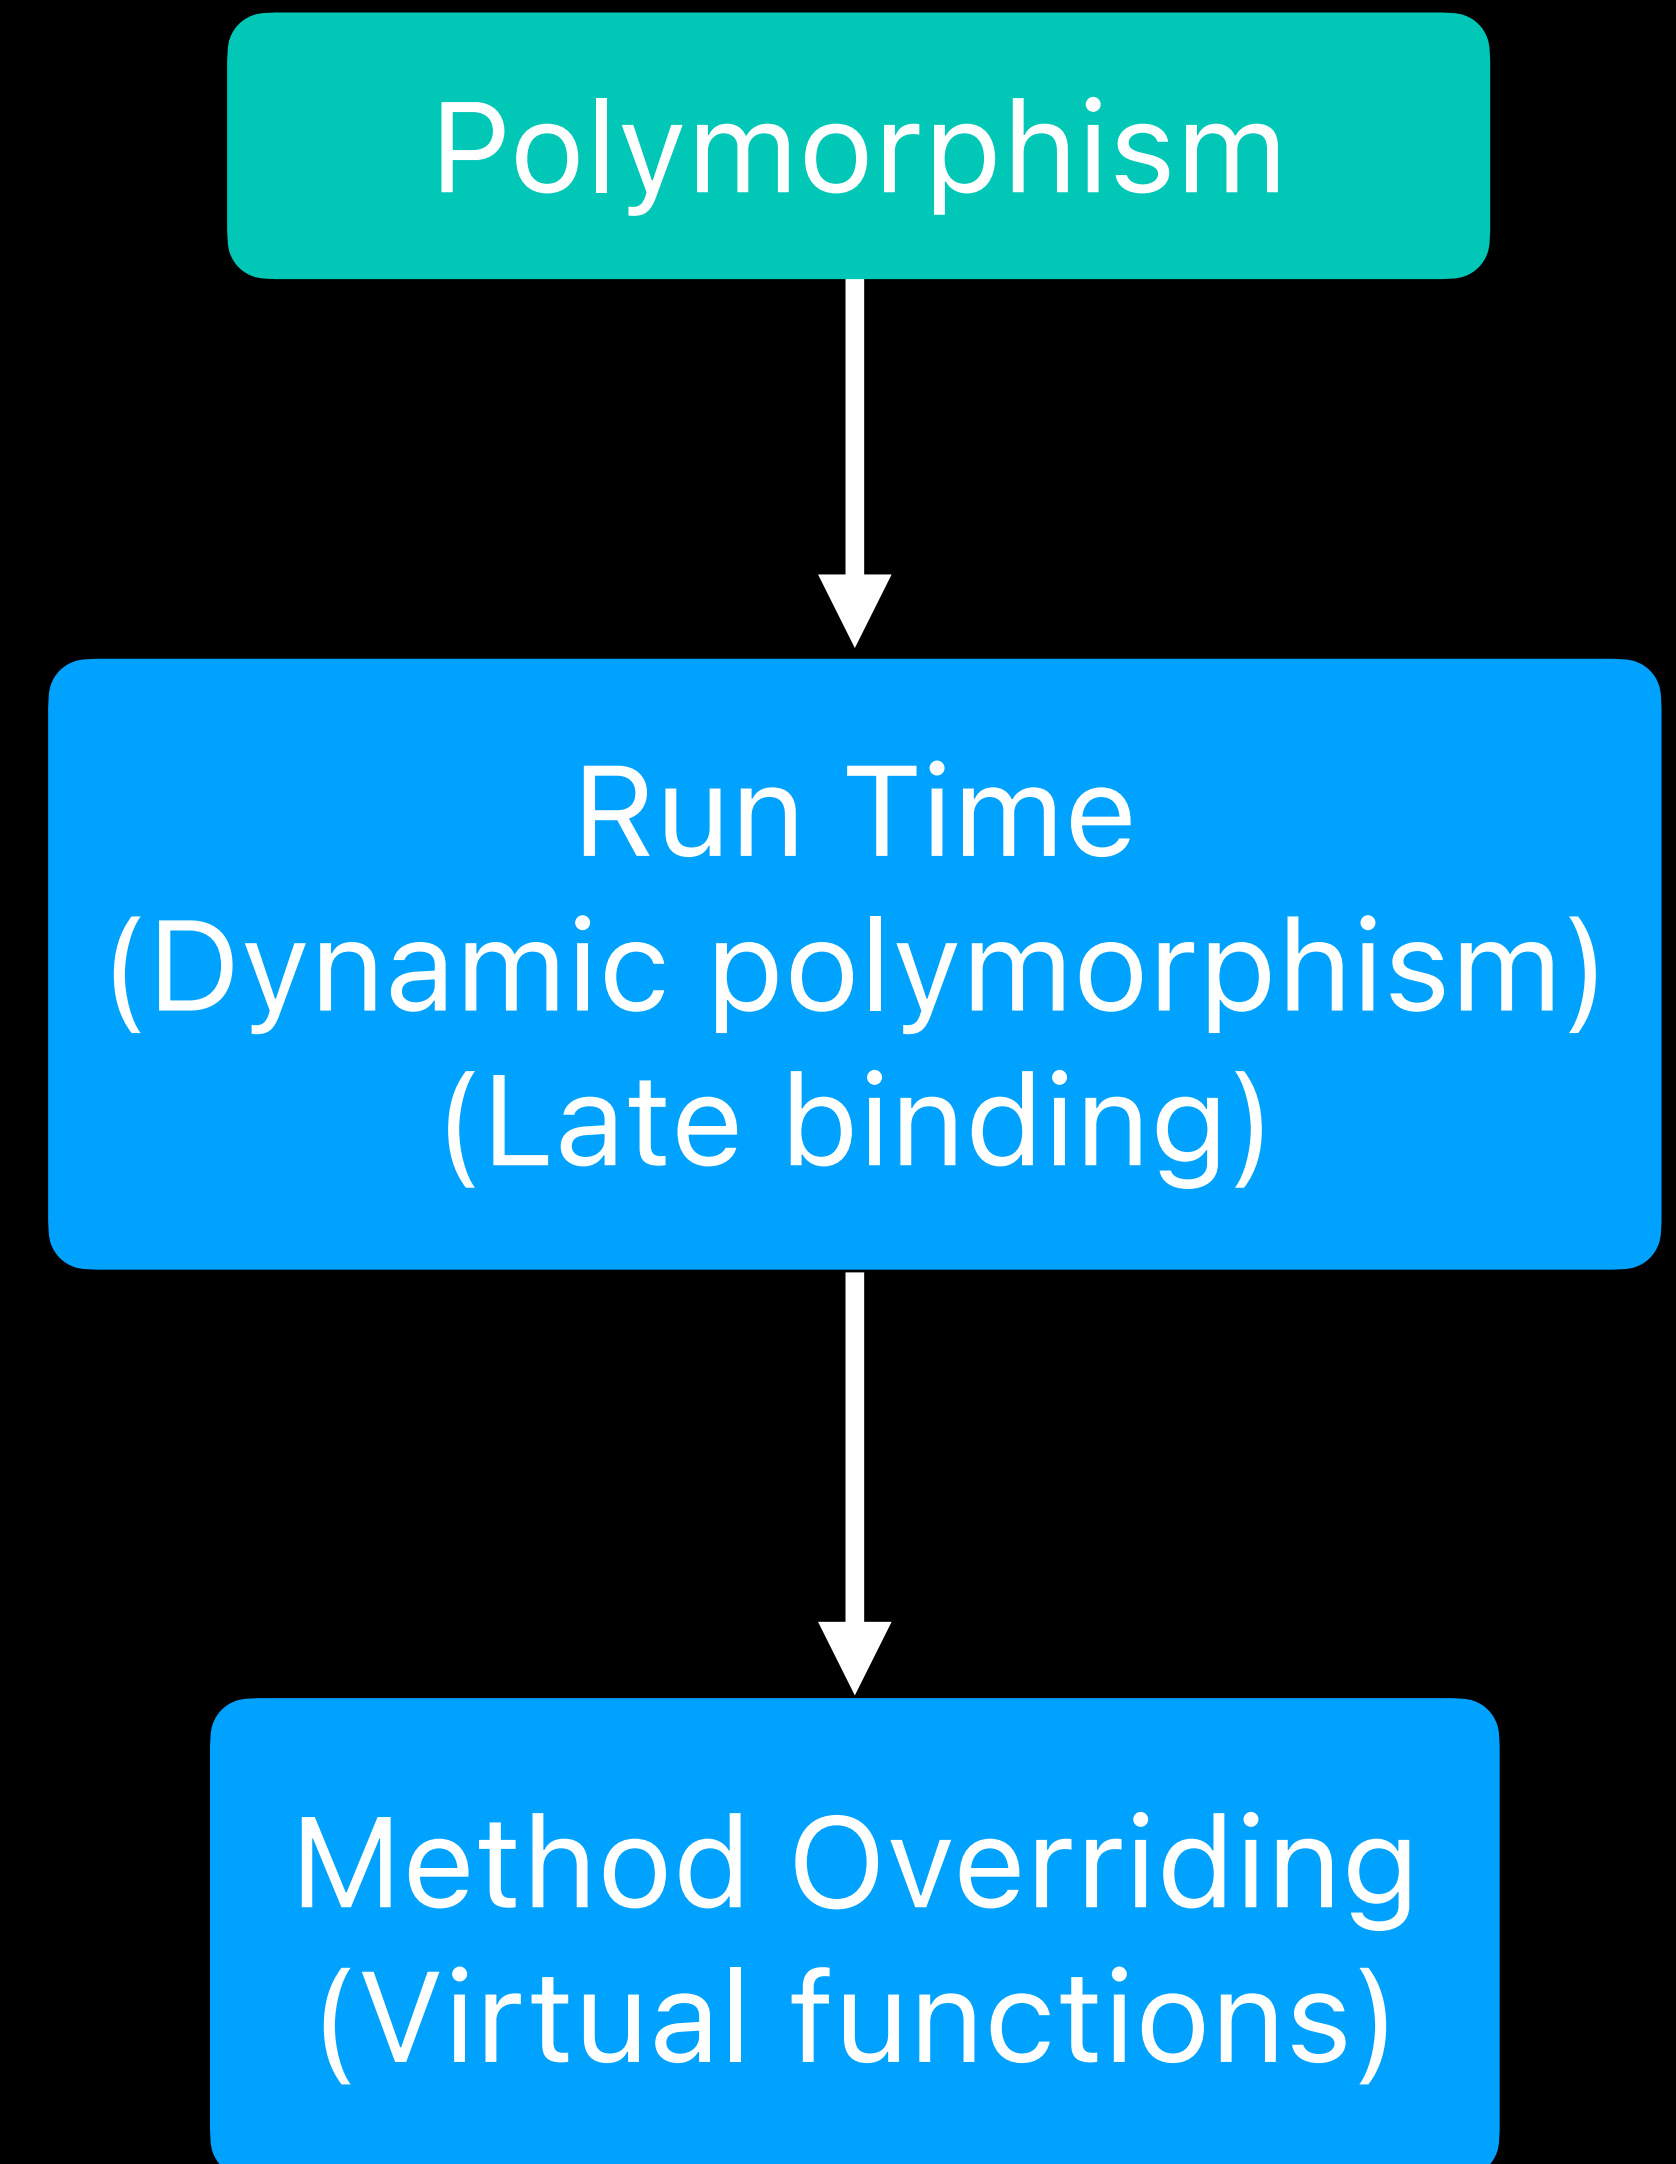 Polymorphism
Run Time
(Dynamic polymorphism)
(Late binding)
Method Overriding
(Virtual functions)